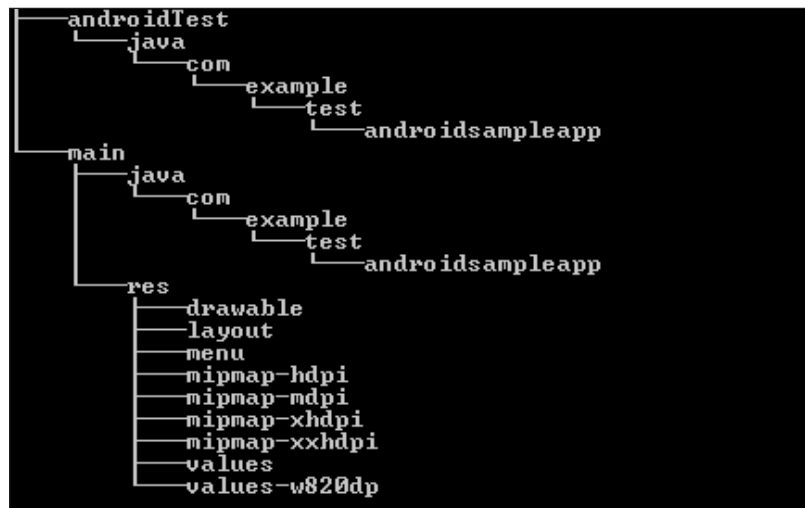 androidTest
java
com
example
test
androidsampleapp
main
java
com
example
test
androidsampleapp
res
drawable
layout
menu
mipmap-hdpi
mipmap-mdpi
mipmap-xhdpi
mipmap-xxhdpi
values
values-w820dp